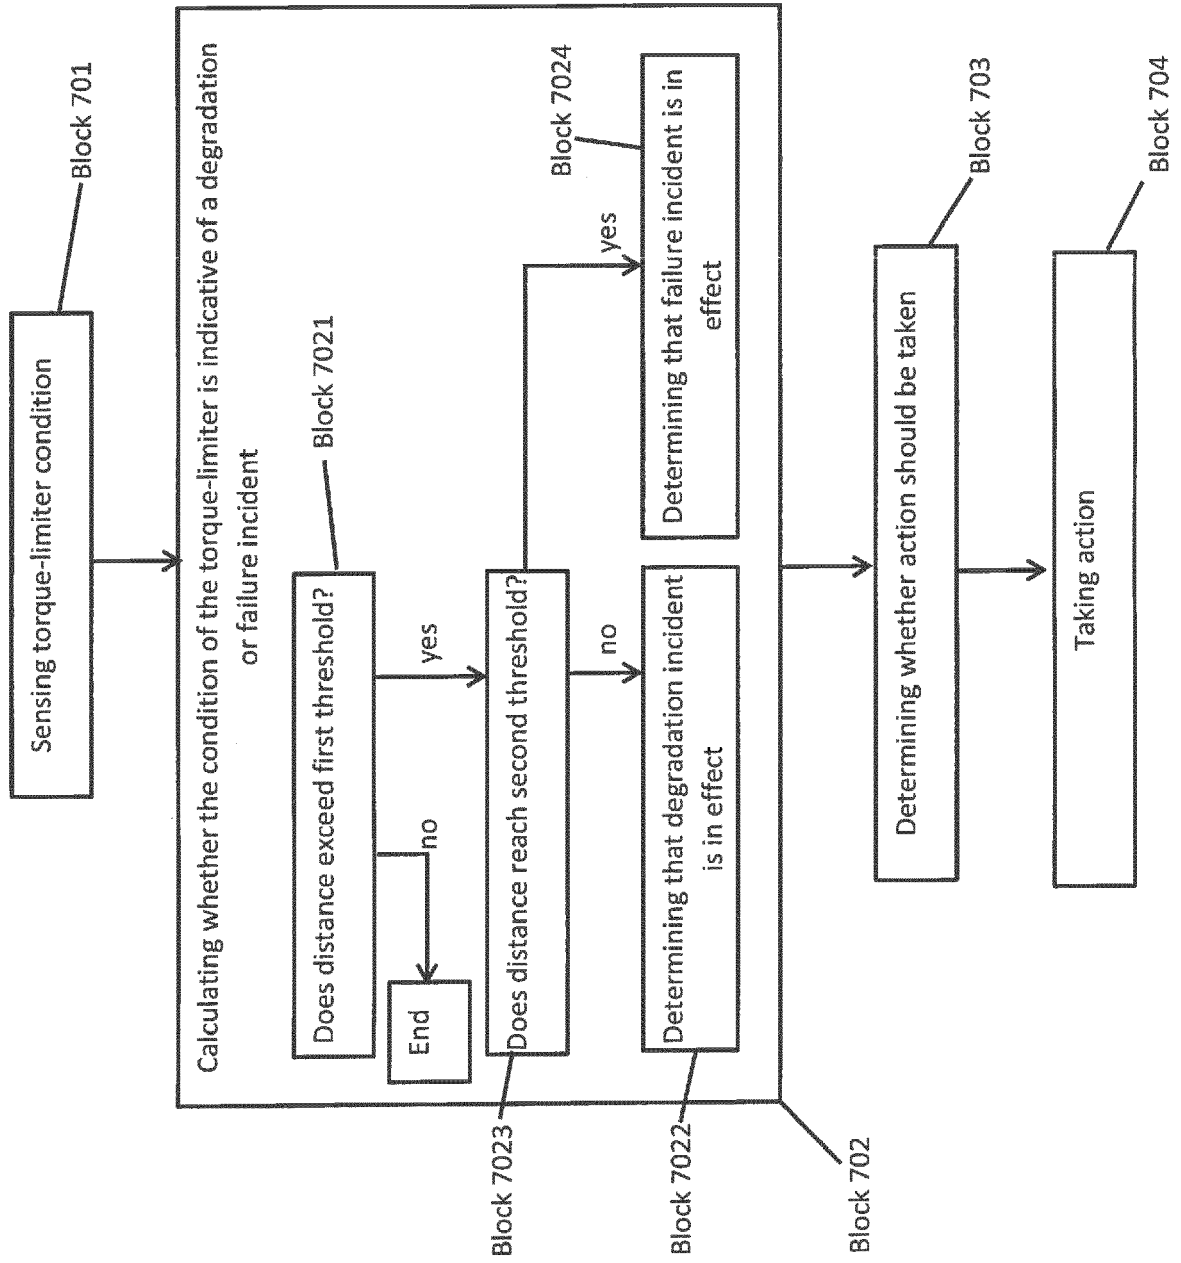 Sensing torque-limiter condition
Block 701
Calculating whether the condition of the torque-limiter is indicative of a degradation
or failure incident
Does distance exceed first threshold?
Block 7021
no
yes
End
Does distance reach second threshold?
Block 7023
no
yes
Determining that degradation incident
is in effect
Block 7022
Determining that failure incident is in
effect
Block 7024
Block 702
Determining whether action should be taken
Block 703
Taking action
Block 704